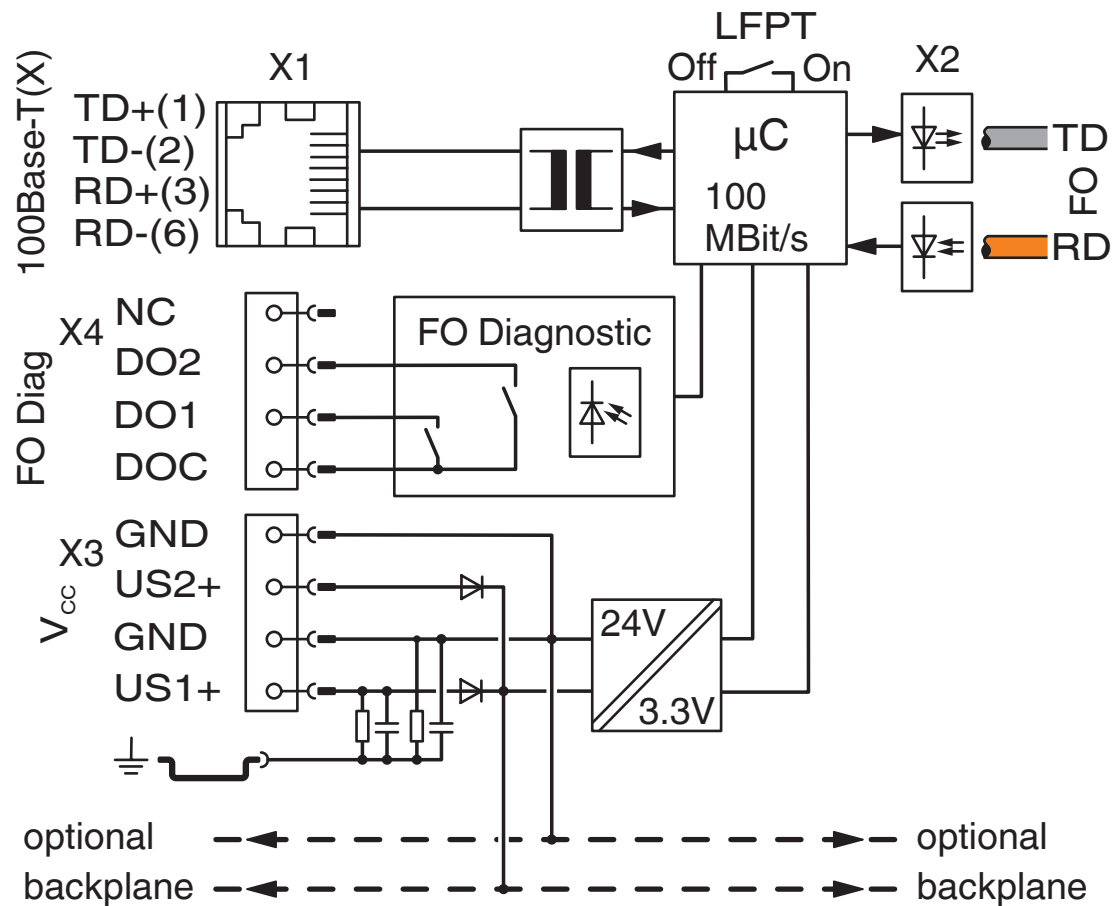 LFPT
Off On
X1
X2
100Base-T(X)
TD+(1)
TD-(2)
RD+(3)
RD-(6)
µC
100
MBit/s
TD
FO
RD
FO Diag
X4
NC
DO2
DO1
DOC
FO Diagnostic
VCC
X3
GND
US2+
GND
US1+
24V
3.3V
optional optional
backplane backplane